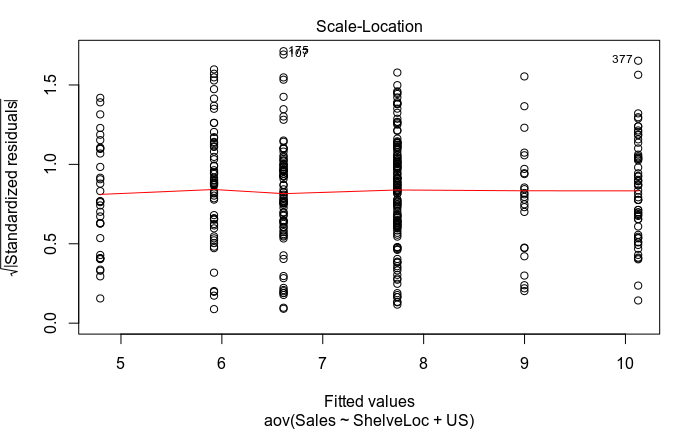 Scale-Location
√|Standardized residuals|
1.5
1.0
0.5
0.0
175
107
377
5 6 7 8 9 10
Fitted values
aov(Sales ~ ShelveLoc + US)